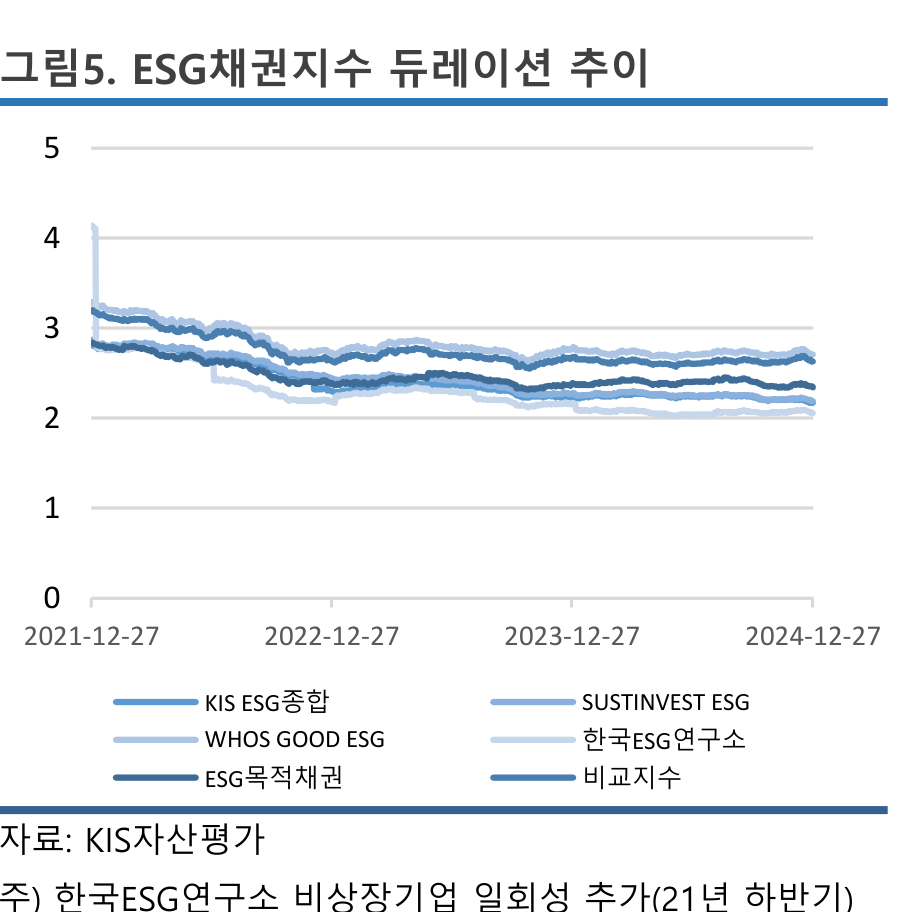 그림5. ESG채권지수 듀레이션 추이
5
4
3
2
1
0
2021-12-27 2022-12-27 2023-12-27 2024-12-27
KIS ESG종합 SUSTINVEST ESG
WHOS GOOD ESG 한국ESG연구소
ESG목적채권 비교지수
자료: KIS자산평가
주) 한국ESG연구소 비상장기업 일회성 추가(21년 하반기)